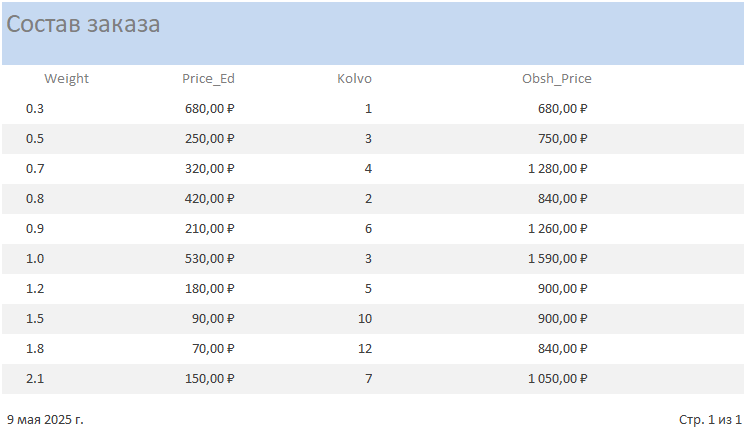 Состав заказа
Weight Price_Ed Kolvo Obsh_Price
0.3 680,00 ₽ 1 680,00 ₽
0.5 250,00 ₽ 3 750,00 ₽
0.7 320,00 ₽ 4 1 280,00 ₽
0.8 420,00 ₽ 2 840,00 ₽
0.9 210,00 ₽ 6 1 260,00 ₽
1.0 530,00 ₽ 3 1 590,00 ₽
1.2 180,00 ₽ 5 900,00 ₽
1.5 90,00 ₽ 10 900,00 ₽
1.8 70,00 ₽ 12 840,00 ₽
2.1 150,00 ₽ 7 1 050,00 ₽
9 мая 2025 г. Стр. 1 из 1